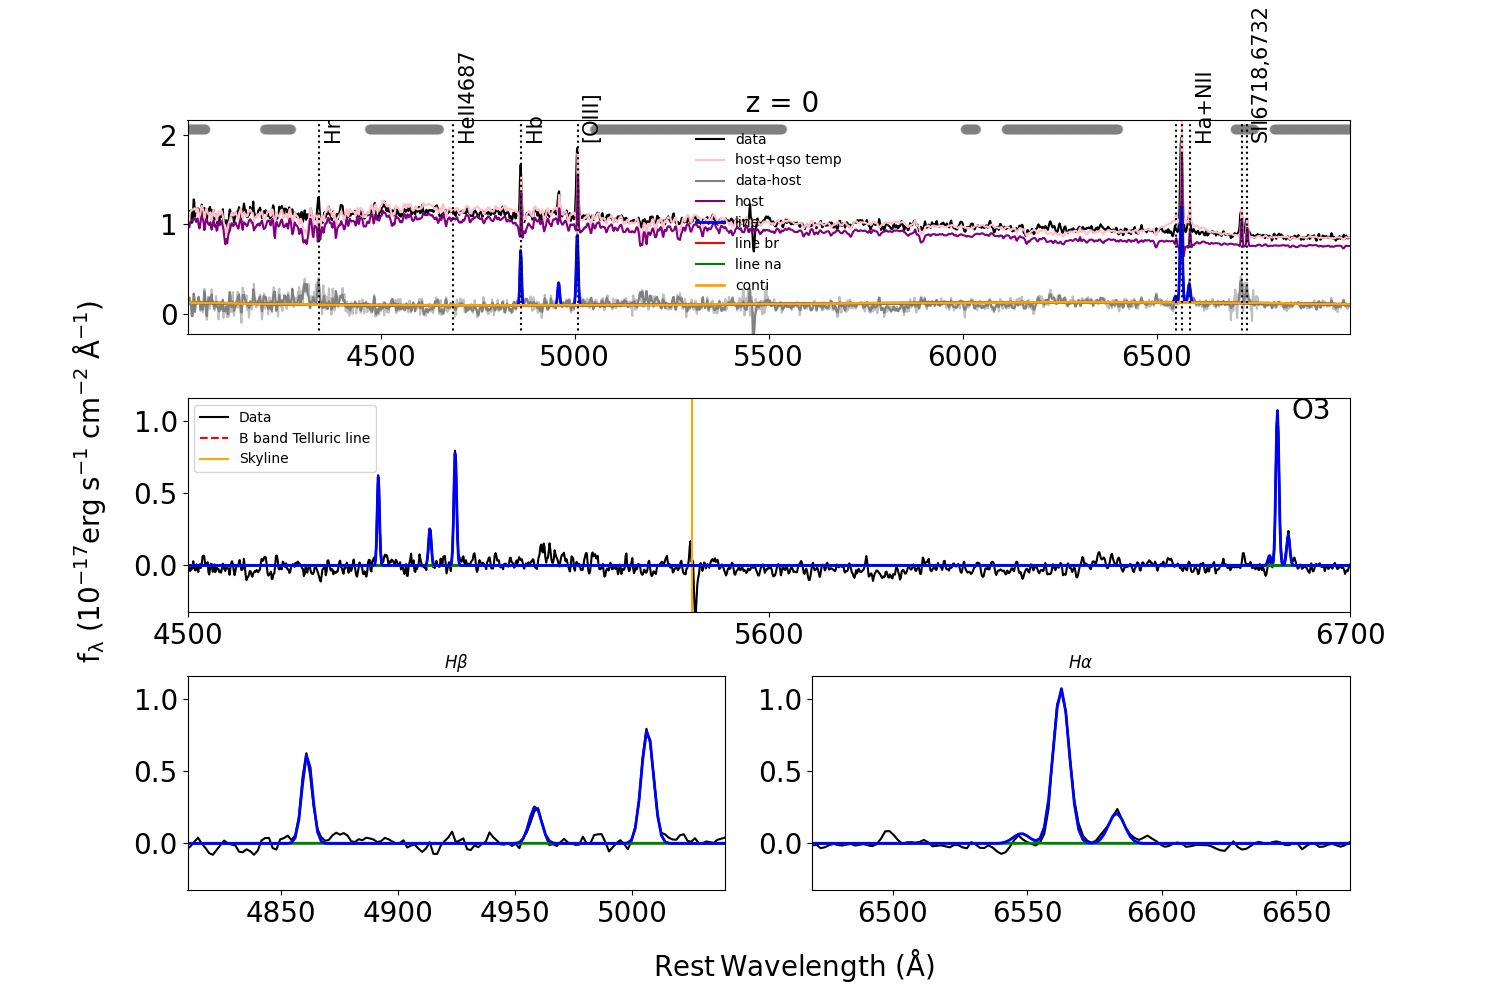 z = 0
Hr
HeII4687
Hb
[OIII]
Ha+NII
SII6718,6732
2
1
0
data
host+qso temp
data-host
host
line
line br
line na
conti
4500 5000 5500 6000 6500
fλ (10−17erg s−1 cm−2 Å−1)
1.0
0.5
0.0
Data
B band Telluric line
Skyline
O3
4500 5600 6700
Hβ
1.0
0.5
0.0
4850 4900 4950 5000
Hα
1.0
0.5
0.0
6500 6550 6600 6650
Rest Wavelength (Å)